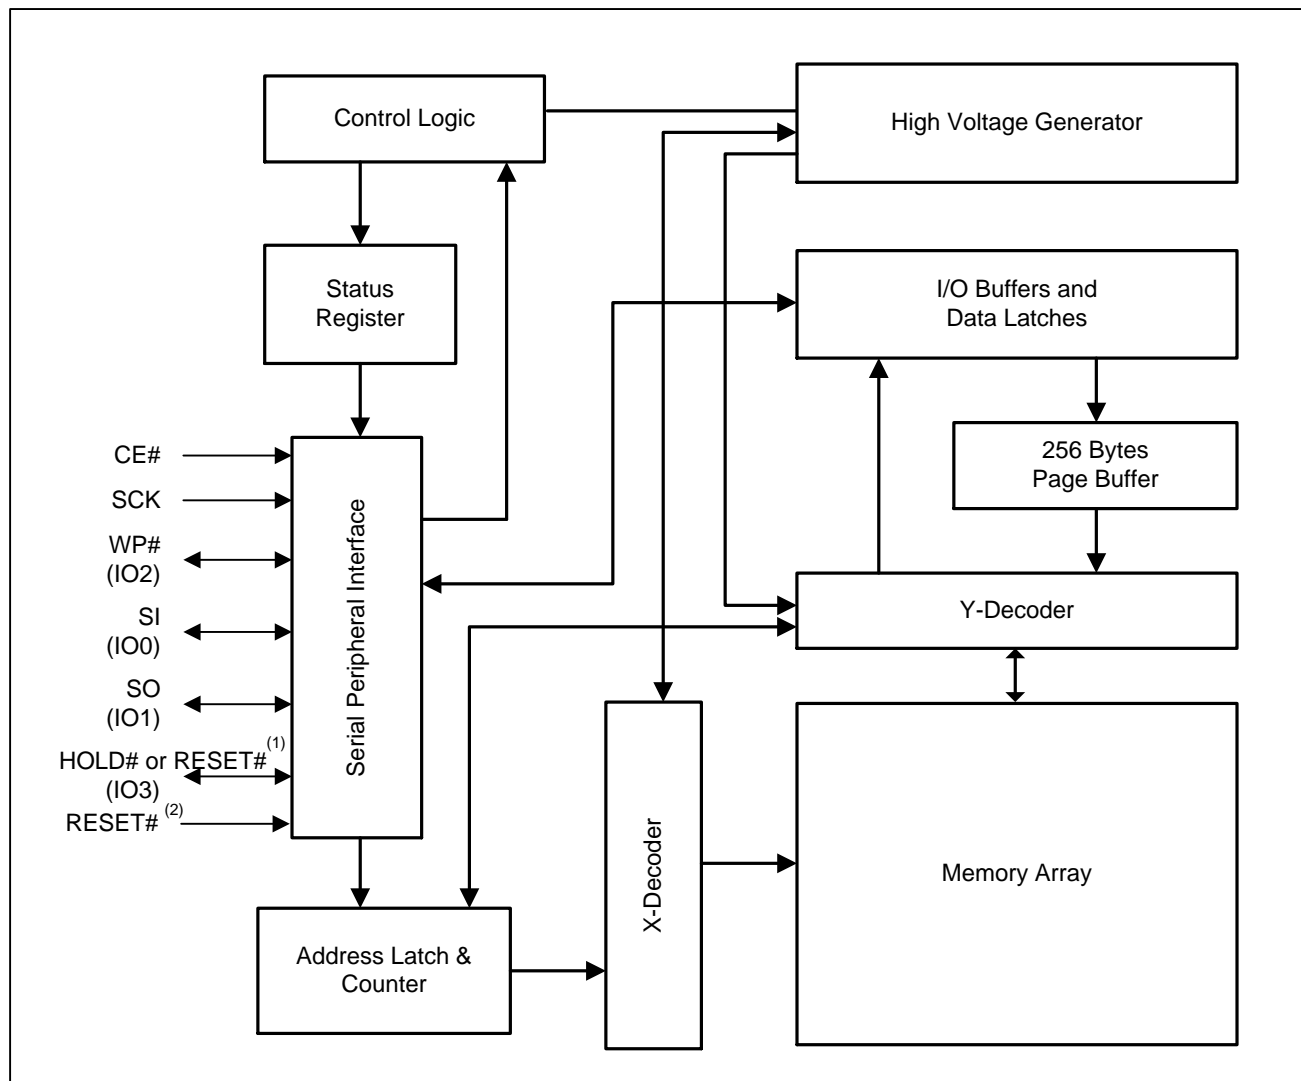 Control Logic
High Voltage Generator
Status
Register
I/O Buffers and
Data Latches
256 Bytes
Page Buffer
CE#
SCK
WP#
(IO2)
SI
(IO0)
SO
(IO1)
HOLD# or RESET# (1)
(IO3)
RESET# (2)
Serial Peripheral Interface
Y-Decoder
X-Decoder
Memory Array
Address Latch &
Counter